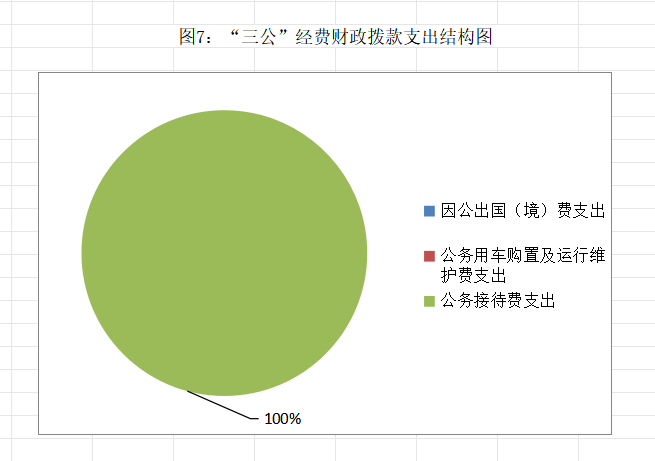 图7：“三公”经费财政拨款支出结构图
因公出国（境）费支出
公务用车购置及运行维
护费支出
公务接待费支出
100%